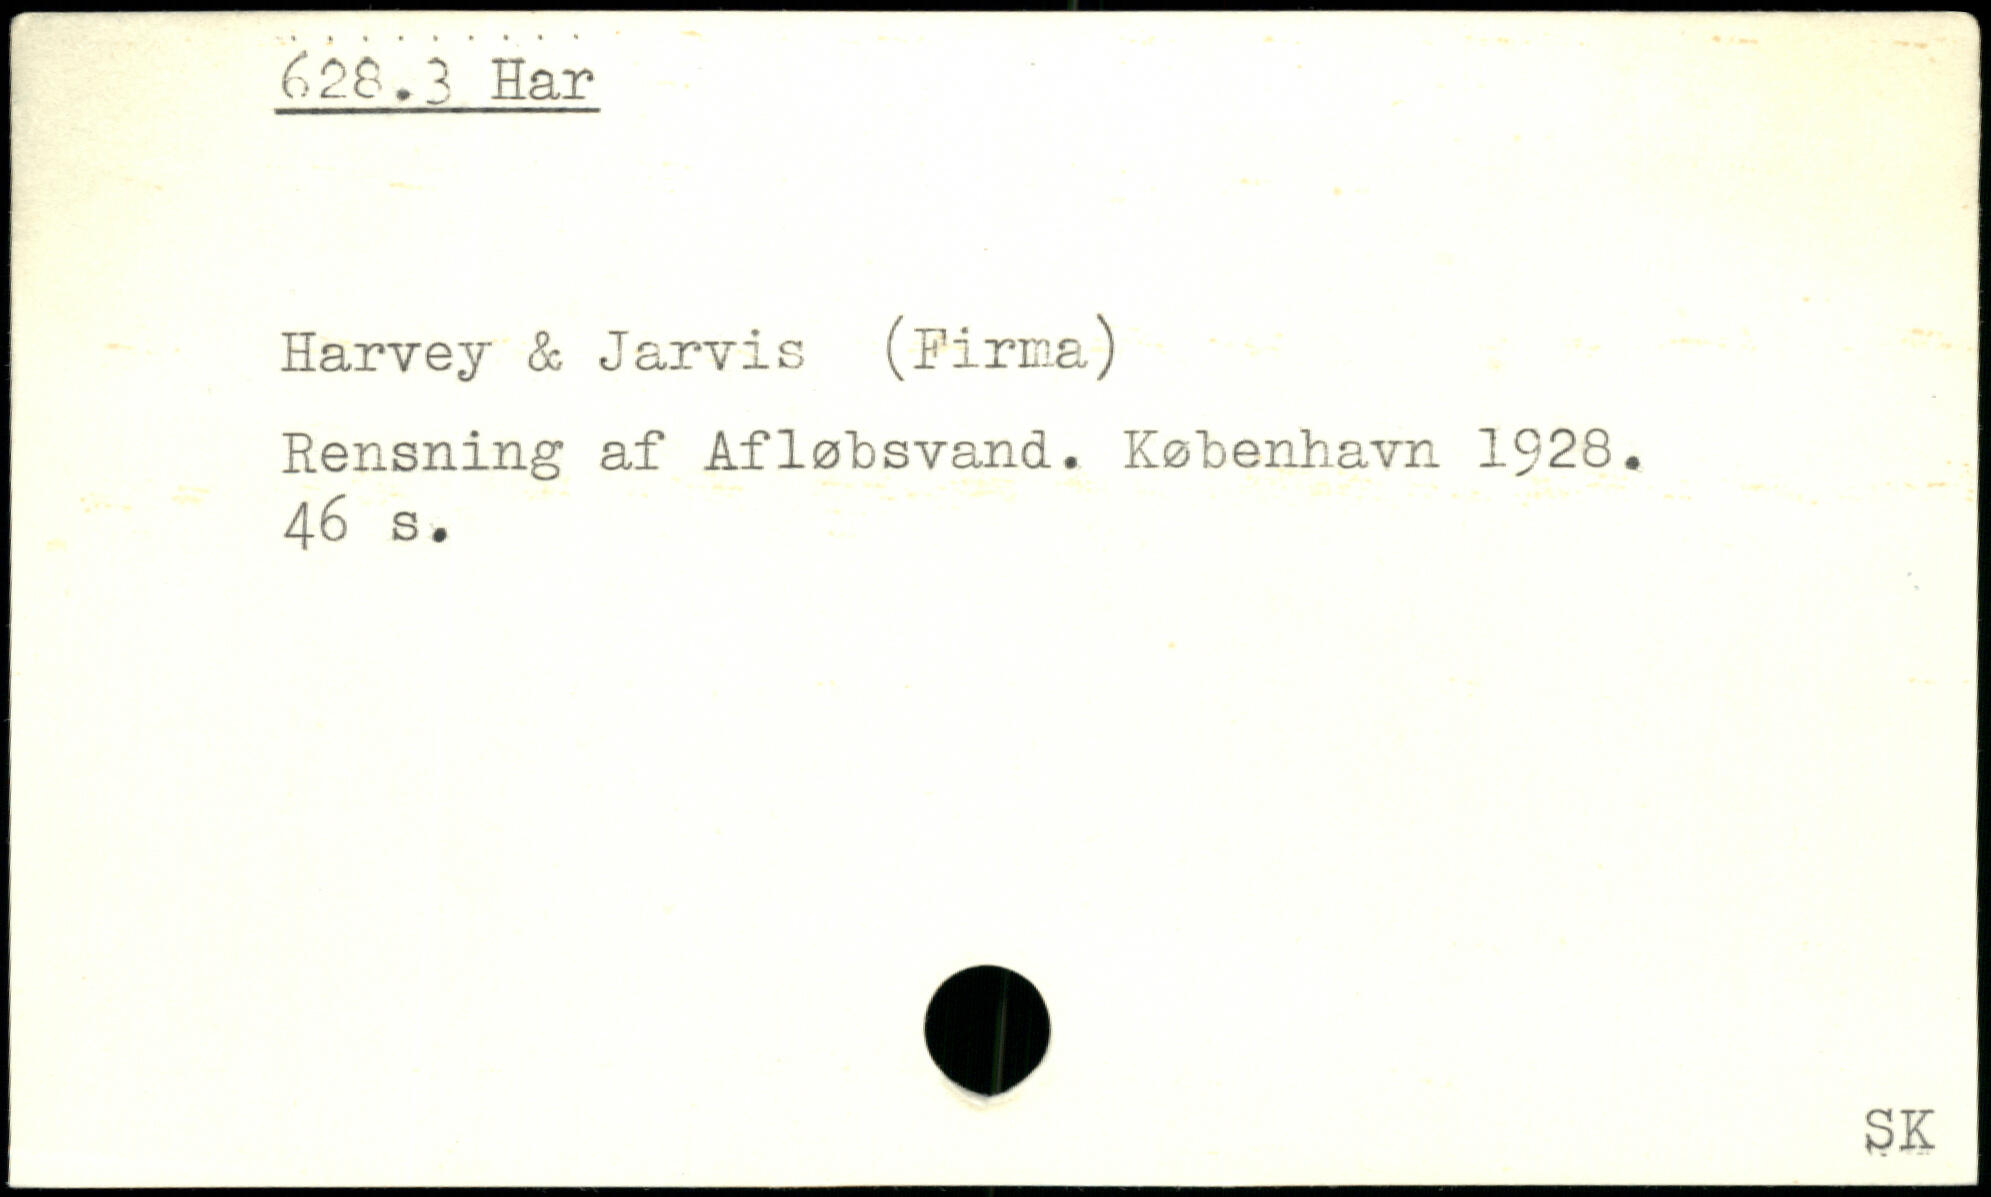 628.3 Har
Harvey & Jarvis (Firma)
Rensning af Afløbsvand. København 1928.
46 s.
SK